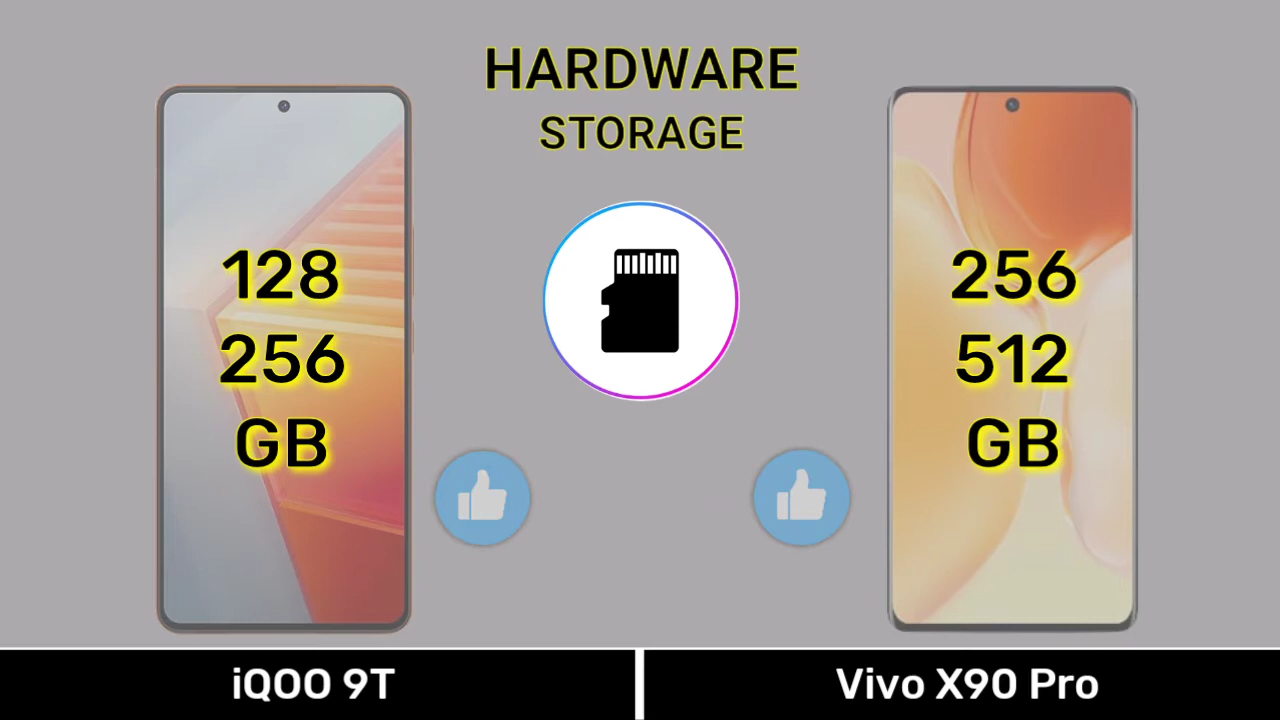 HARDWARE
STORAGE
128
256
GB
256
512
GB
iQOO 9T
Vivo X90 Pro